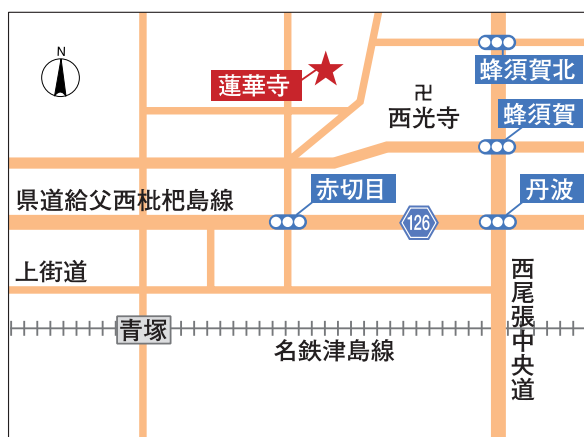 N
蓮華寺
蜂須賀北
卍
西光寺
蜂須賀
赤切目
丹波
県道給父西枇杷島線
126
上街道
西尾張中央道
青塚
名鉄津島線